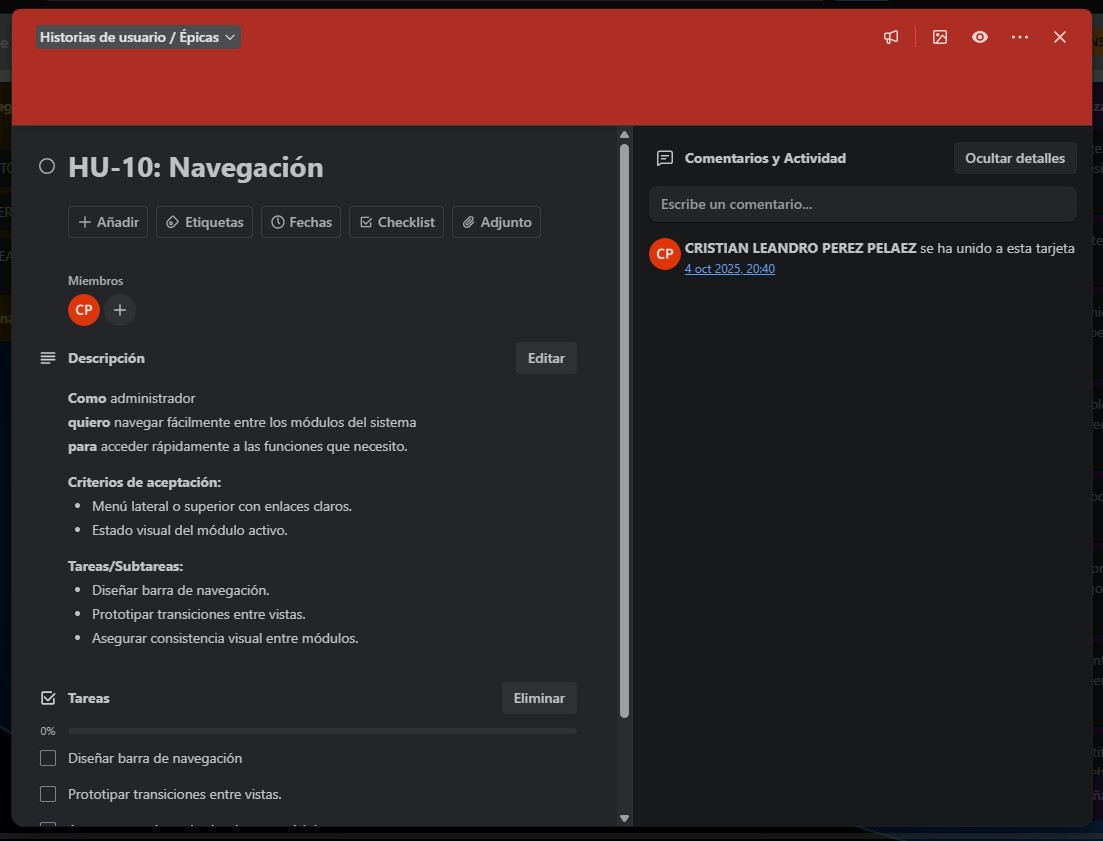 Historias de usuario / Épicas
HU-10: Navegación
Añadir
Etiquetas
Fechas
Checklist
Adjunto
Miembros
CP
Descripción
Editar
Como administrador
quiero navegar fácilmente entre los módulos del sistema
para acceder rápidamente a las funciones que necesito.
Criterios de aceptación:
• Menú lateral o superior con enlaces claros.
• Estado visual del módulo activo.
Tareas/Subtareas:
• Diseñar barra de navegación.
• Prototipar transiciones entre vistas.
• Asegurar consistencia visual entre módulos.
Tareas
Eliminar
0%
Diseñar barra de navegación
Prototipar transiciones entre vistas.
Comentarios y Actividad
Ocultar detalles
Escribe un comentario...
CP
CRISTIAN LEANDRO PEREZ PELAEZ se ha unido a esta tarjeta
4 oct 2025, 20:40